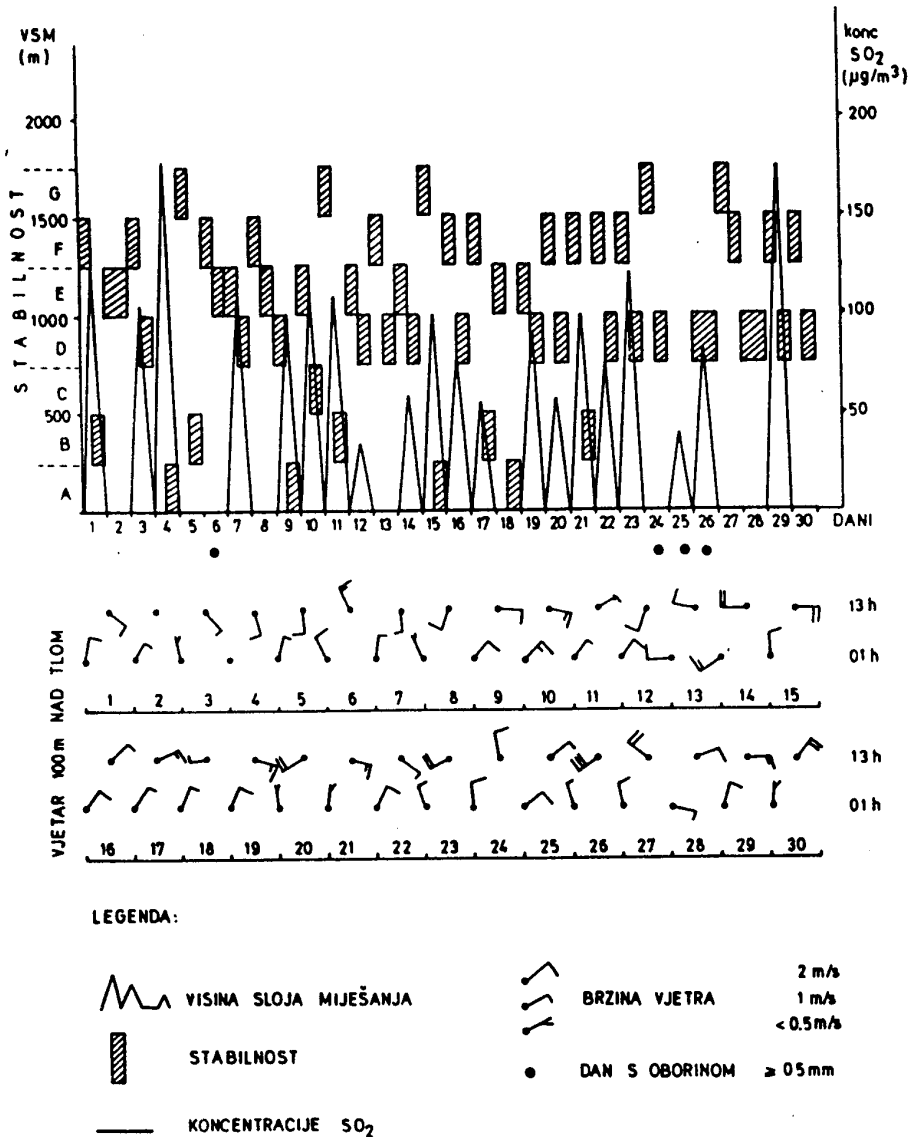 VSM
(m)
konc
SO₂
(µg/m³)
2000
200
STABILNOST
G
1500
150
F
E
1000
100
D
C
500
50
B
A
1 2 3 4 5 6 7 8 9 10 11 12 13 14 15 16 17 18 19 20 21 22 23 24 25 26 27 28 29 30 DANI
VJETAR 100m NAD TLOM
13 h
01 h
1 2 3 4 5 6 7 8 9 10 11 12 13 14 15
13 h
01 h
16 17 18 19 20 21 22 23 24 25 26 27 28 29 30
LEGENDA:
VISINA SLOJA MIJEŠANJA
BRZINA VJETRA
2 m/s
1 m/s
< 0.5 m/s
STABILNOST
DAN S OBORINOM ≥ 05 mm
KONCENTRACIJE SO₂